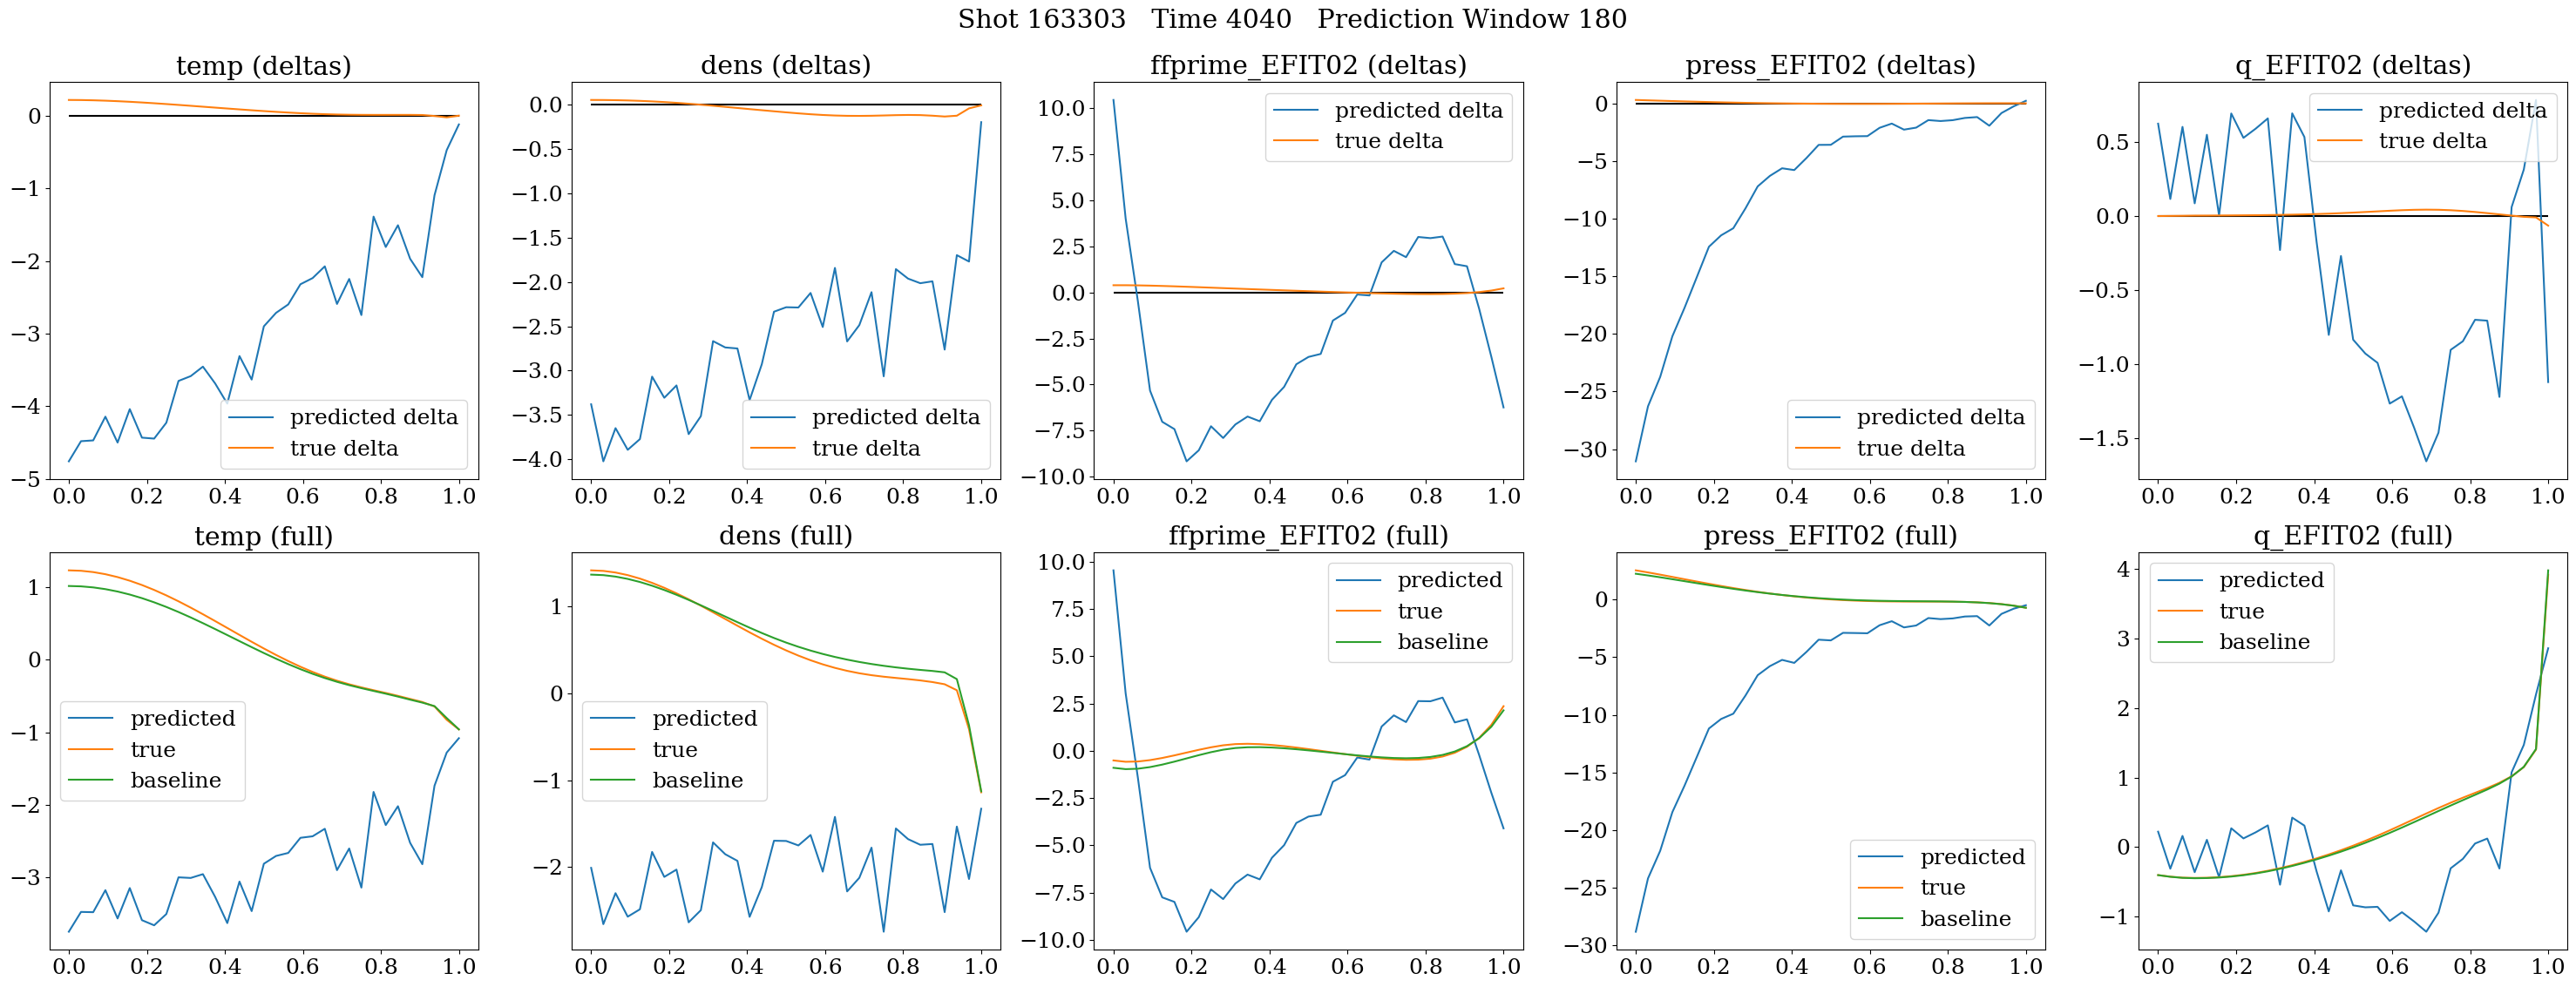 Shot 163303 Time 4040 Prediction Window 180
temp (deltas)
0
−1
−2
−3
−4
−5
0.0 0.2 0.4 0.6 0.8 1.0
predicted delta
true delta
dens (deltas)
0.0
−0.5
−1.0
−1.5
−2.0
−2.5
−3.0
−3.5
−4.0
0.0 0.2 0.4 0.6 0.8 1.0
predicted delta
true delta
ffprime_EFIT02 (deltas)
10.0
7.5
5.0
2.5
0.0
−2.5
−5.0
−7.5
−10.0
0.0 0.2 0.4 0.6 0.8 1.0
predicted delta
true delta
press_EFIT02 (deltas)
0
−5
−10
−15
−20
−25
−30
0.0 0.2 0.4 0.6 0.8 1.0
predicted delta
true delta
q_EFIT02 (deltas)
0.5
0.0
−0.5
−1.0
−1.5
0.0 0.2 0.4 0.6 0.8 1.0
predicted delta
true delta
temp (full)
1
0
−1
−2
−3
0.0 0.2 0.4 0.6 0.8 1.0
predicted
true
baseline
dens (full)
1
0
−1
−2
0.0 0.2 0.4 0.6 0.8 1.0
predicted
true
baseline
ffprime_EFIT02 (full)
10.0
7.5
5.0
2.5
0.0
−2.5
−5.0
−7.5
−10.0
0.0 0.2 0.4 0.6 0.8 1.0
predicted
true
baseline
press_EFIT02 (full)
0
−5
−10
−15
−20
−25
−30
0.0 0.2 0.4 0.6 0.8 1.0
predicted
true
baseline
q_EFIT02 (full)
4
3
2
1
0
−1
0.0 0.2 0.4 0.6 0.8 1.0
predicted
true
baseline